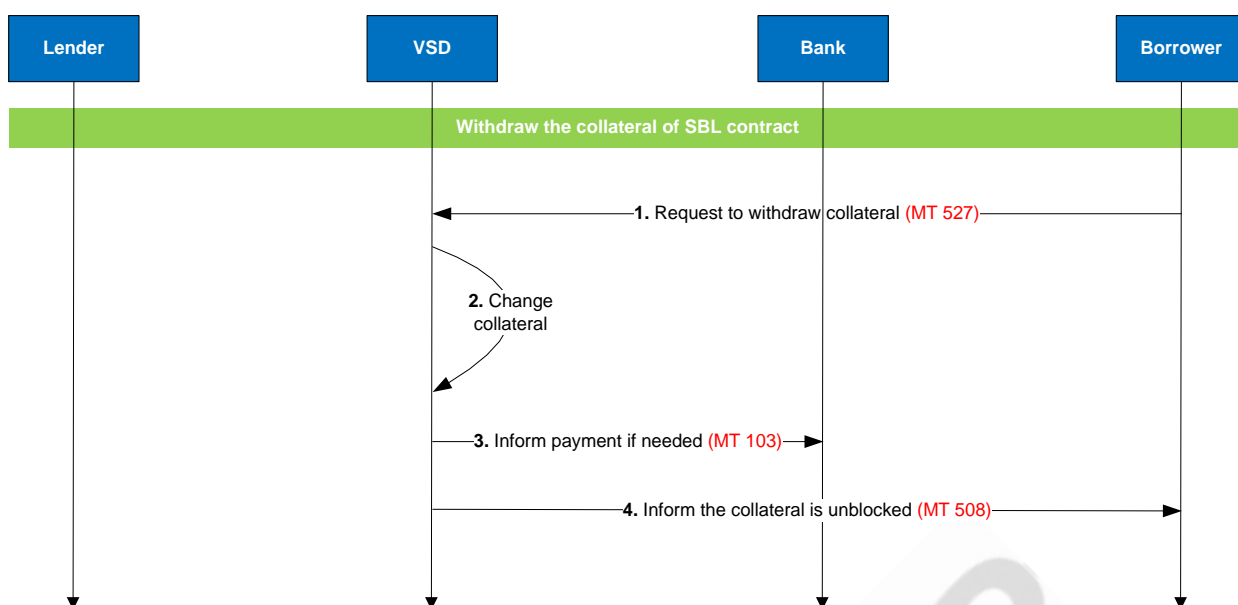 Lender
VSD
Bank
Borrower
Withdraw the collateral of SBL contract
1. Request to withdraw collateral (MT 527)
2. Change
collateral
3. Inform payment if needed (MT 103)
4. Inform the collateral is unblocked (MT 508)